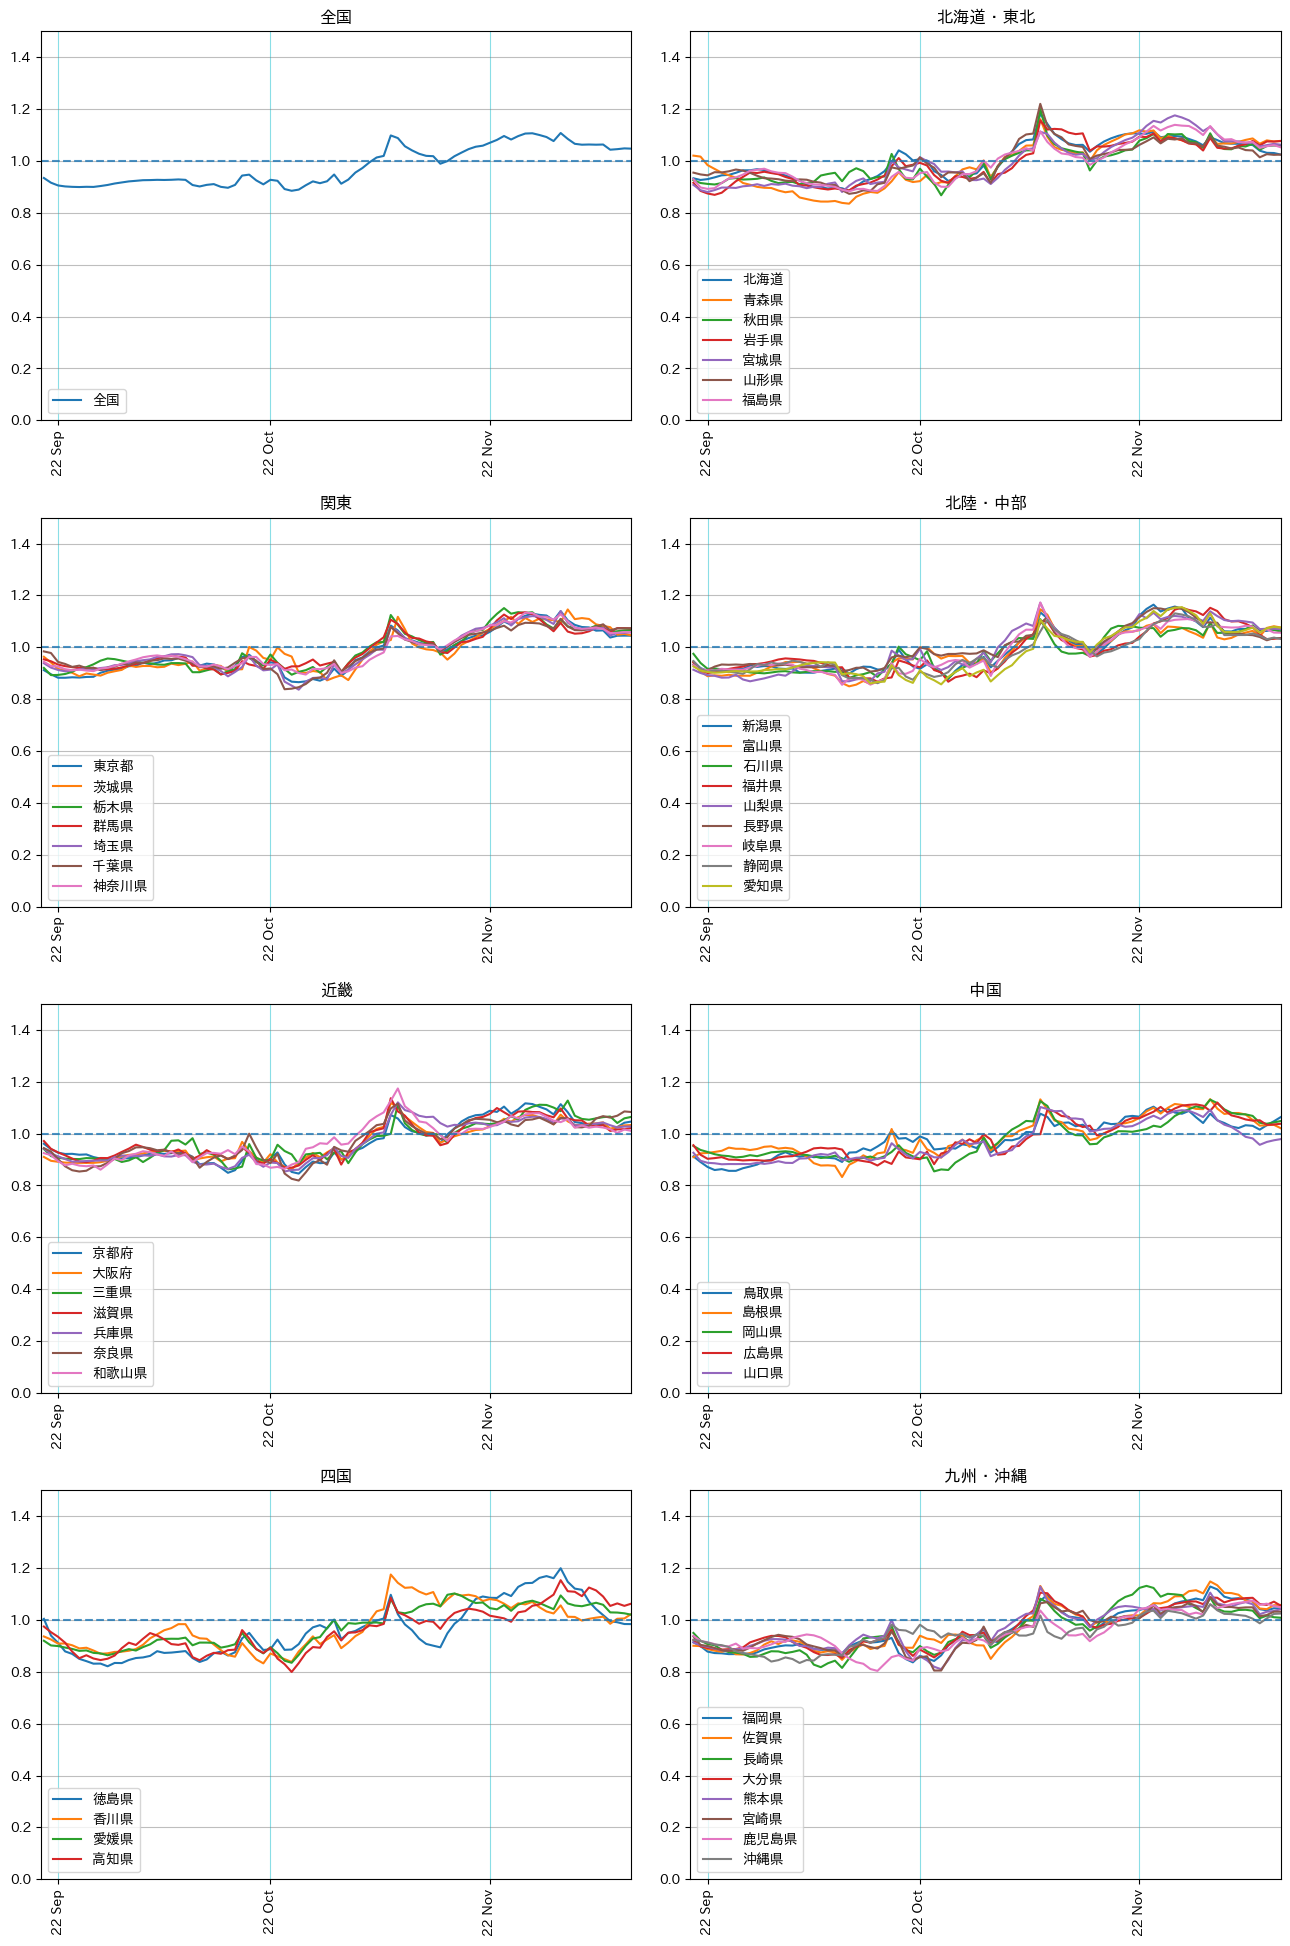 全国
1.4
1.2
1.0
0.8
0.6
0.4
0.2
0.0
全国
22 Sep
22 Oct
22 Nov
北海道・東北
1.4
1.2
1.0
0.8
0.6
0.4
0.2
0.0
北海道
青森県
秋田県
岩手県
宮城県
山形県
福島県
22 Sep
22 Oct
22 Nov
関東
1.4
1.2
1.0
0.8
0.6
0.4
0.2
0.0
東京都
茨城県
栃木県
群馬県
埼玉県
千葉県
神奈川県
22 Sep
22 Oct
22 Nov
北陸・中部
1.4
1.2
1.0
0.8
0.6
0.4
0.2
0.0
新潟県
富山県
石川県
福井県
山梨県
長野県
岐阜県
静岡県
愛知県
22 Sep
22 Oct
22 Nov
近畿
1.4
1.2
1.0
0.8
0.6
0.4
0.2
0.0
京都府
大阪府
三重県
滋賀県
兵庫県
奈良県
和歌山県
22 Sep
22 Oct
22 Nov
中国
1.4
1.2
1.0
0.8
0.6
0.4
0.2
0.0
鳥取県
島根県
岡山県
広島県
山口県
22 Sep
22 Oct
22 Nov
四国
1.4
1.2
1.0
0.8
0.6
0.4
0.2
0.0
徳島県
香川県
愛媛県
高知県
22 Sep
22 Oct
22 Nov
九州・沖縄
1.4
1.2
1.0
0.8
0.6
0.4
0.2
0.0
福岡県
佐賀県
長崎県
大分県
熊本県
宮崎県
鹿児島県
沖縄県
22 Sep
22 Oct
22 Nov